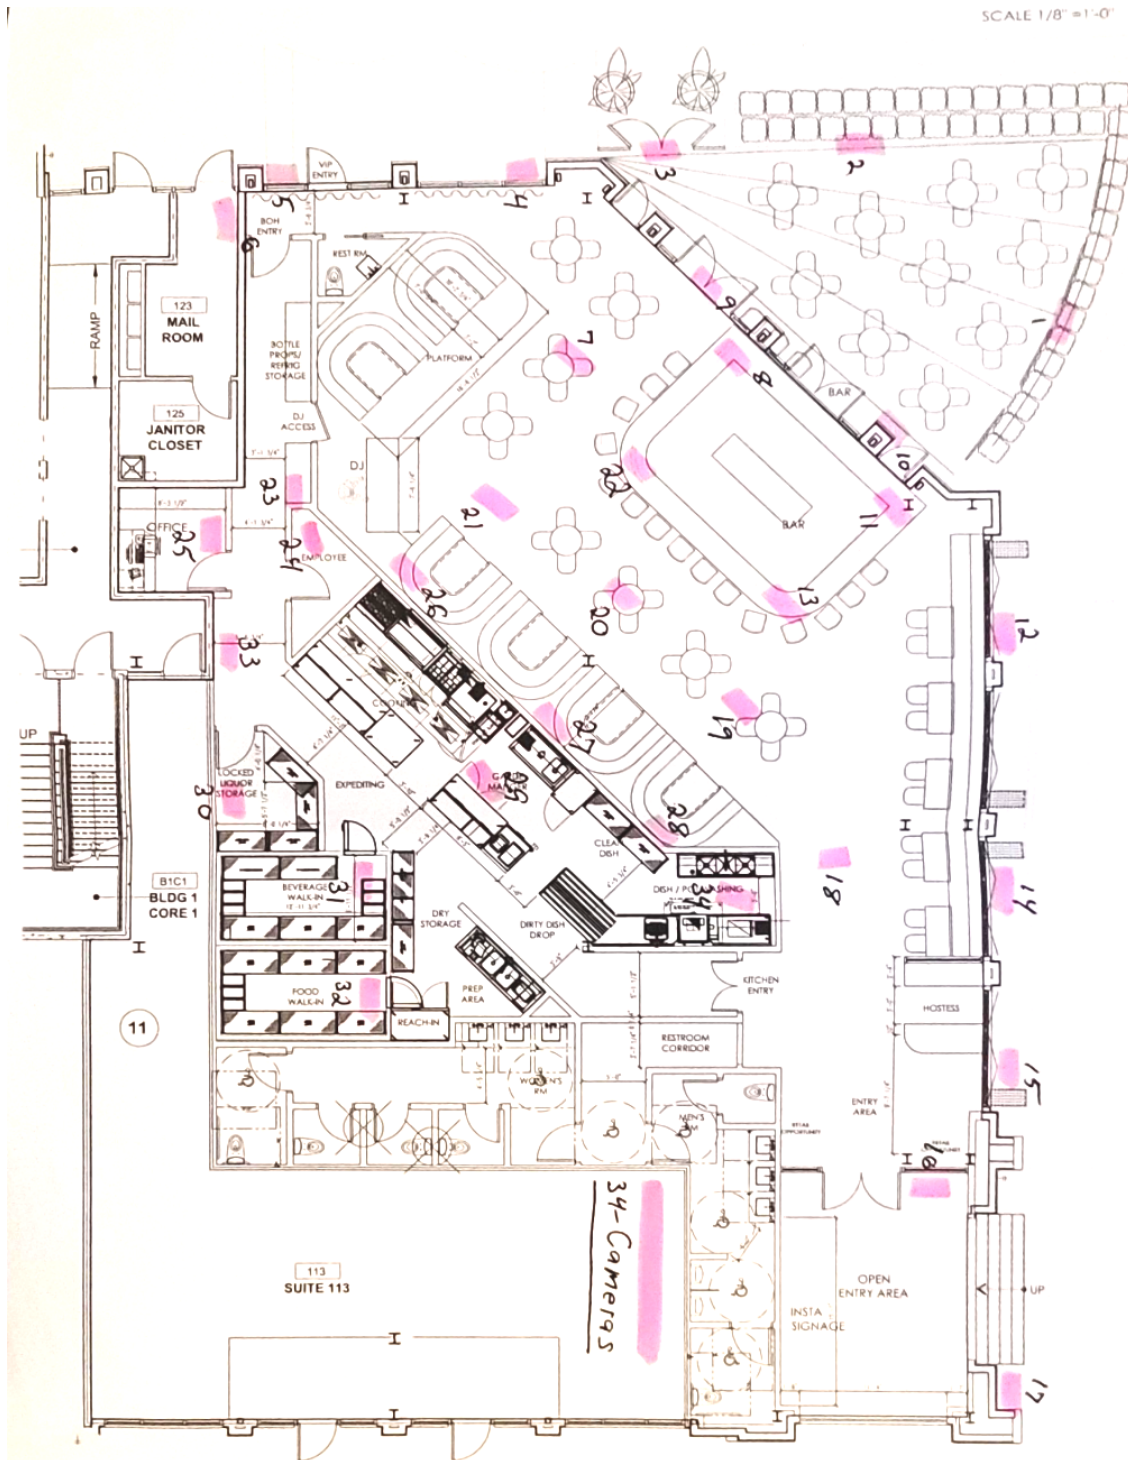 SCALE 1/8" = 1'-0"
VIP
ENTRY
3
2
5
4
BOH
ENTRY
6
REST RM
9
1
123
MAIL
ROOM
RAMP
7
BOTTLE
PREP/
REFRIG
STORAGE
PLATFORM
8
BAR
125
JANITOR
CLOSET
DJ
ACCESS
DJ
10
22
23
21
11
BAR
OFFICE
25
24
EMPLOYEE
26
20
13
12
33
19
UP
COOKING
27
LOCKED
LIQUOR
STORAGE
30
EXPEDITING
29
28
CLEAN
DISH
18
14
B1C1
BLDG 1
CORE 1
BEVERAGE
WALK-IN
31
DISH / POT WASHING
34
DRY
STORAGE
DIRTY DISH
DROP
FOOD
WALK-IN
32
PREP
AREA
KITCHEN
ENTRY
HOSTESS
11
REACH-IN
RESTROOM
CORRIDOR
WOMEN'S
RM
MEN'S
RM
ENTRY
AREA
15
16
34-Cameras
113
SUITE 113
OPEN
ENTRY AREA
INSTA
SIGNAGE
UP
17